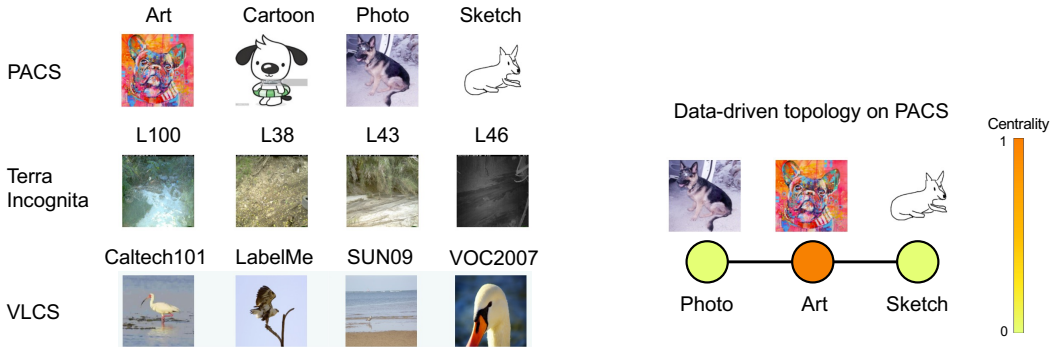 Art Cartoon Photo Sketch
PACS
L100 L38 L43 L46
Terra
Incognita
Caltech101 LabelMe SUN09 VOC2007
VLCS
Data-driven topology on PACS
Centrality
1
Photo Art Sketch
0